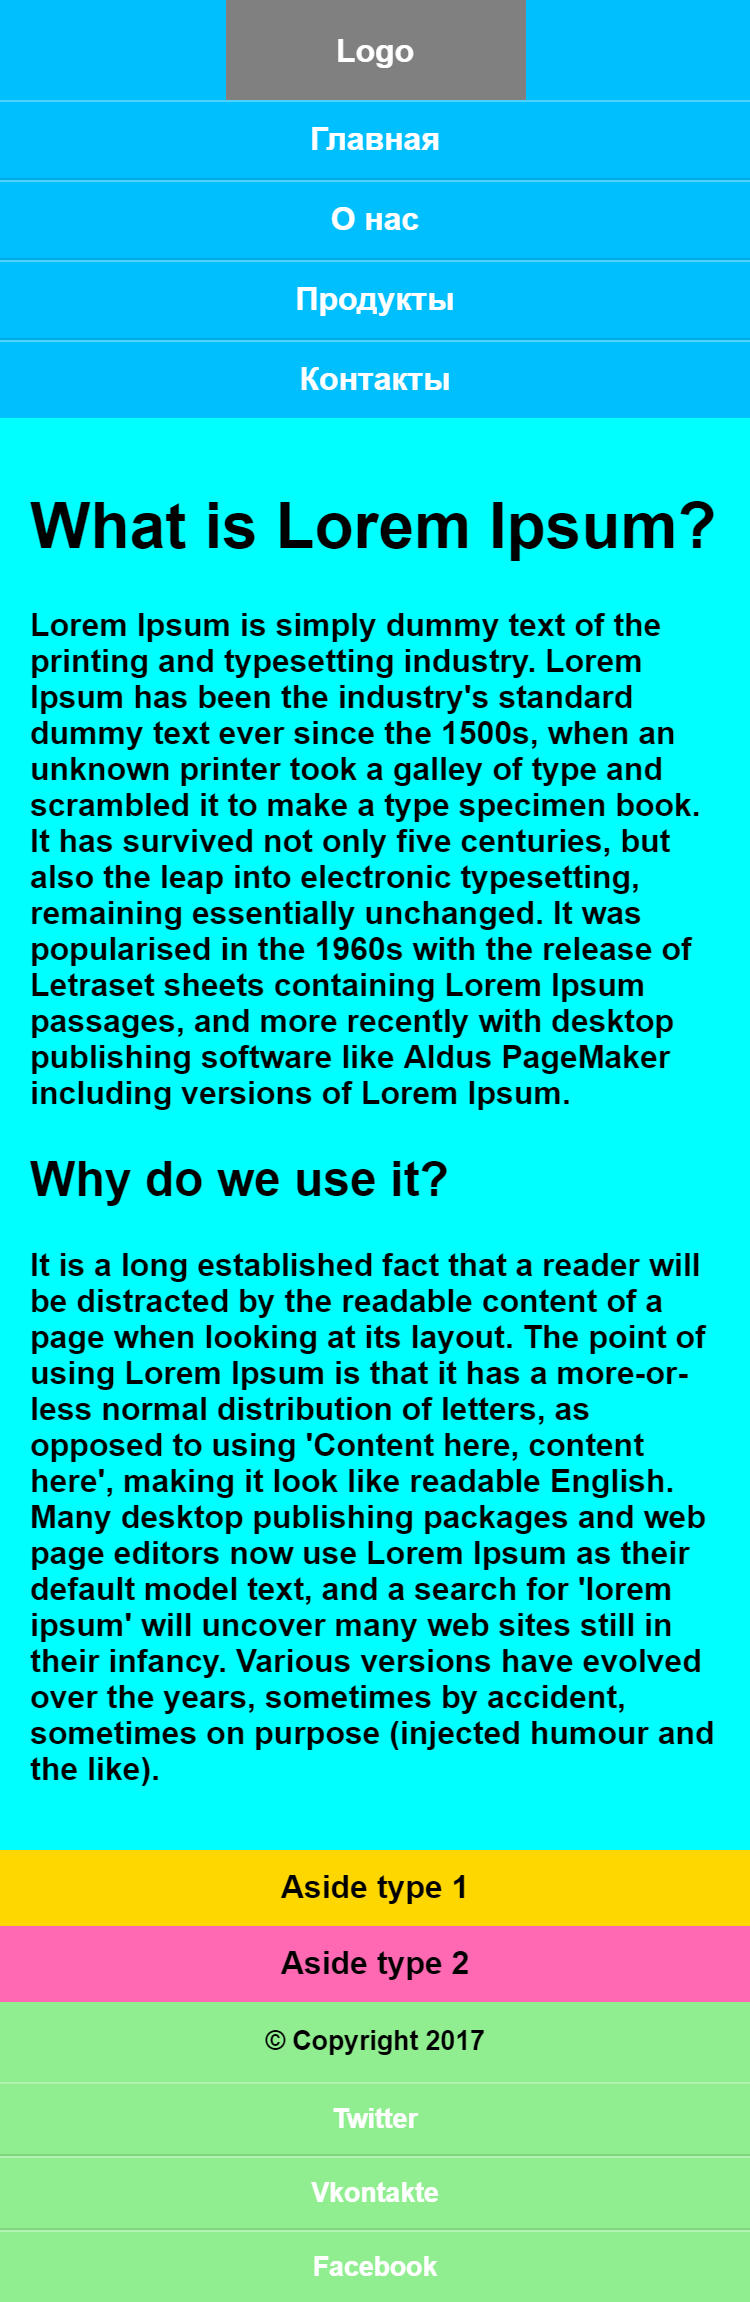 Logo
Главная
О нас
Продукты
Контакты
What is Lorem Ipsum?
Lorem Ipsum is simply dummy text of the
printing and typesetting industry. Lorem
Ipsum has been the industry's standard
dummy text ever since the 1500s, when an
unknown printer took a galley of type and
scrambled it to make a type specimen book.
It has survived not only five centuries, but
also the leap into electronic typesetting,
remaining essentially unchanged. It was
popularised in the 1960s with the release of
Letraset sheets containing Lorem Ipsum
passages, and more recently with desktop
publishing software like Aldus PageMaker
including versions of Lorem Ipsum.
Why do we use it?
It is a long established fact that a reader will
be distracted by the readable content of a
page when looking at its layout. The point of
using Lorem Ipsum is that it has a more-or-
less normal distribution of letters, as
opposed to using 'Content here, content
here', making it look like readable English.
Many desktop publishing packages and web
page editors now use Lorem Ipsum as their
default model text, and a search for 'lorem
ipsum' will uncover many web sites still in
their infancy. Various versions have evolved
over the years, sometimes by accident,
sometimes on purpose (injected humour and
the like).
Aside type 1
Aside type 2
© Copyright 2017
Twitter
Vkontakte
Facebook